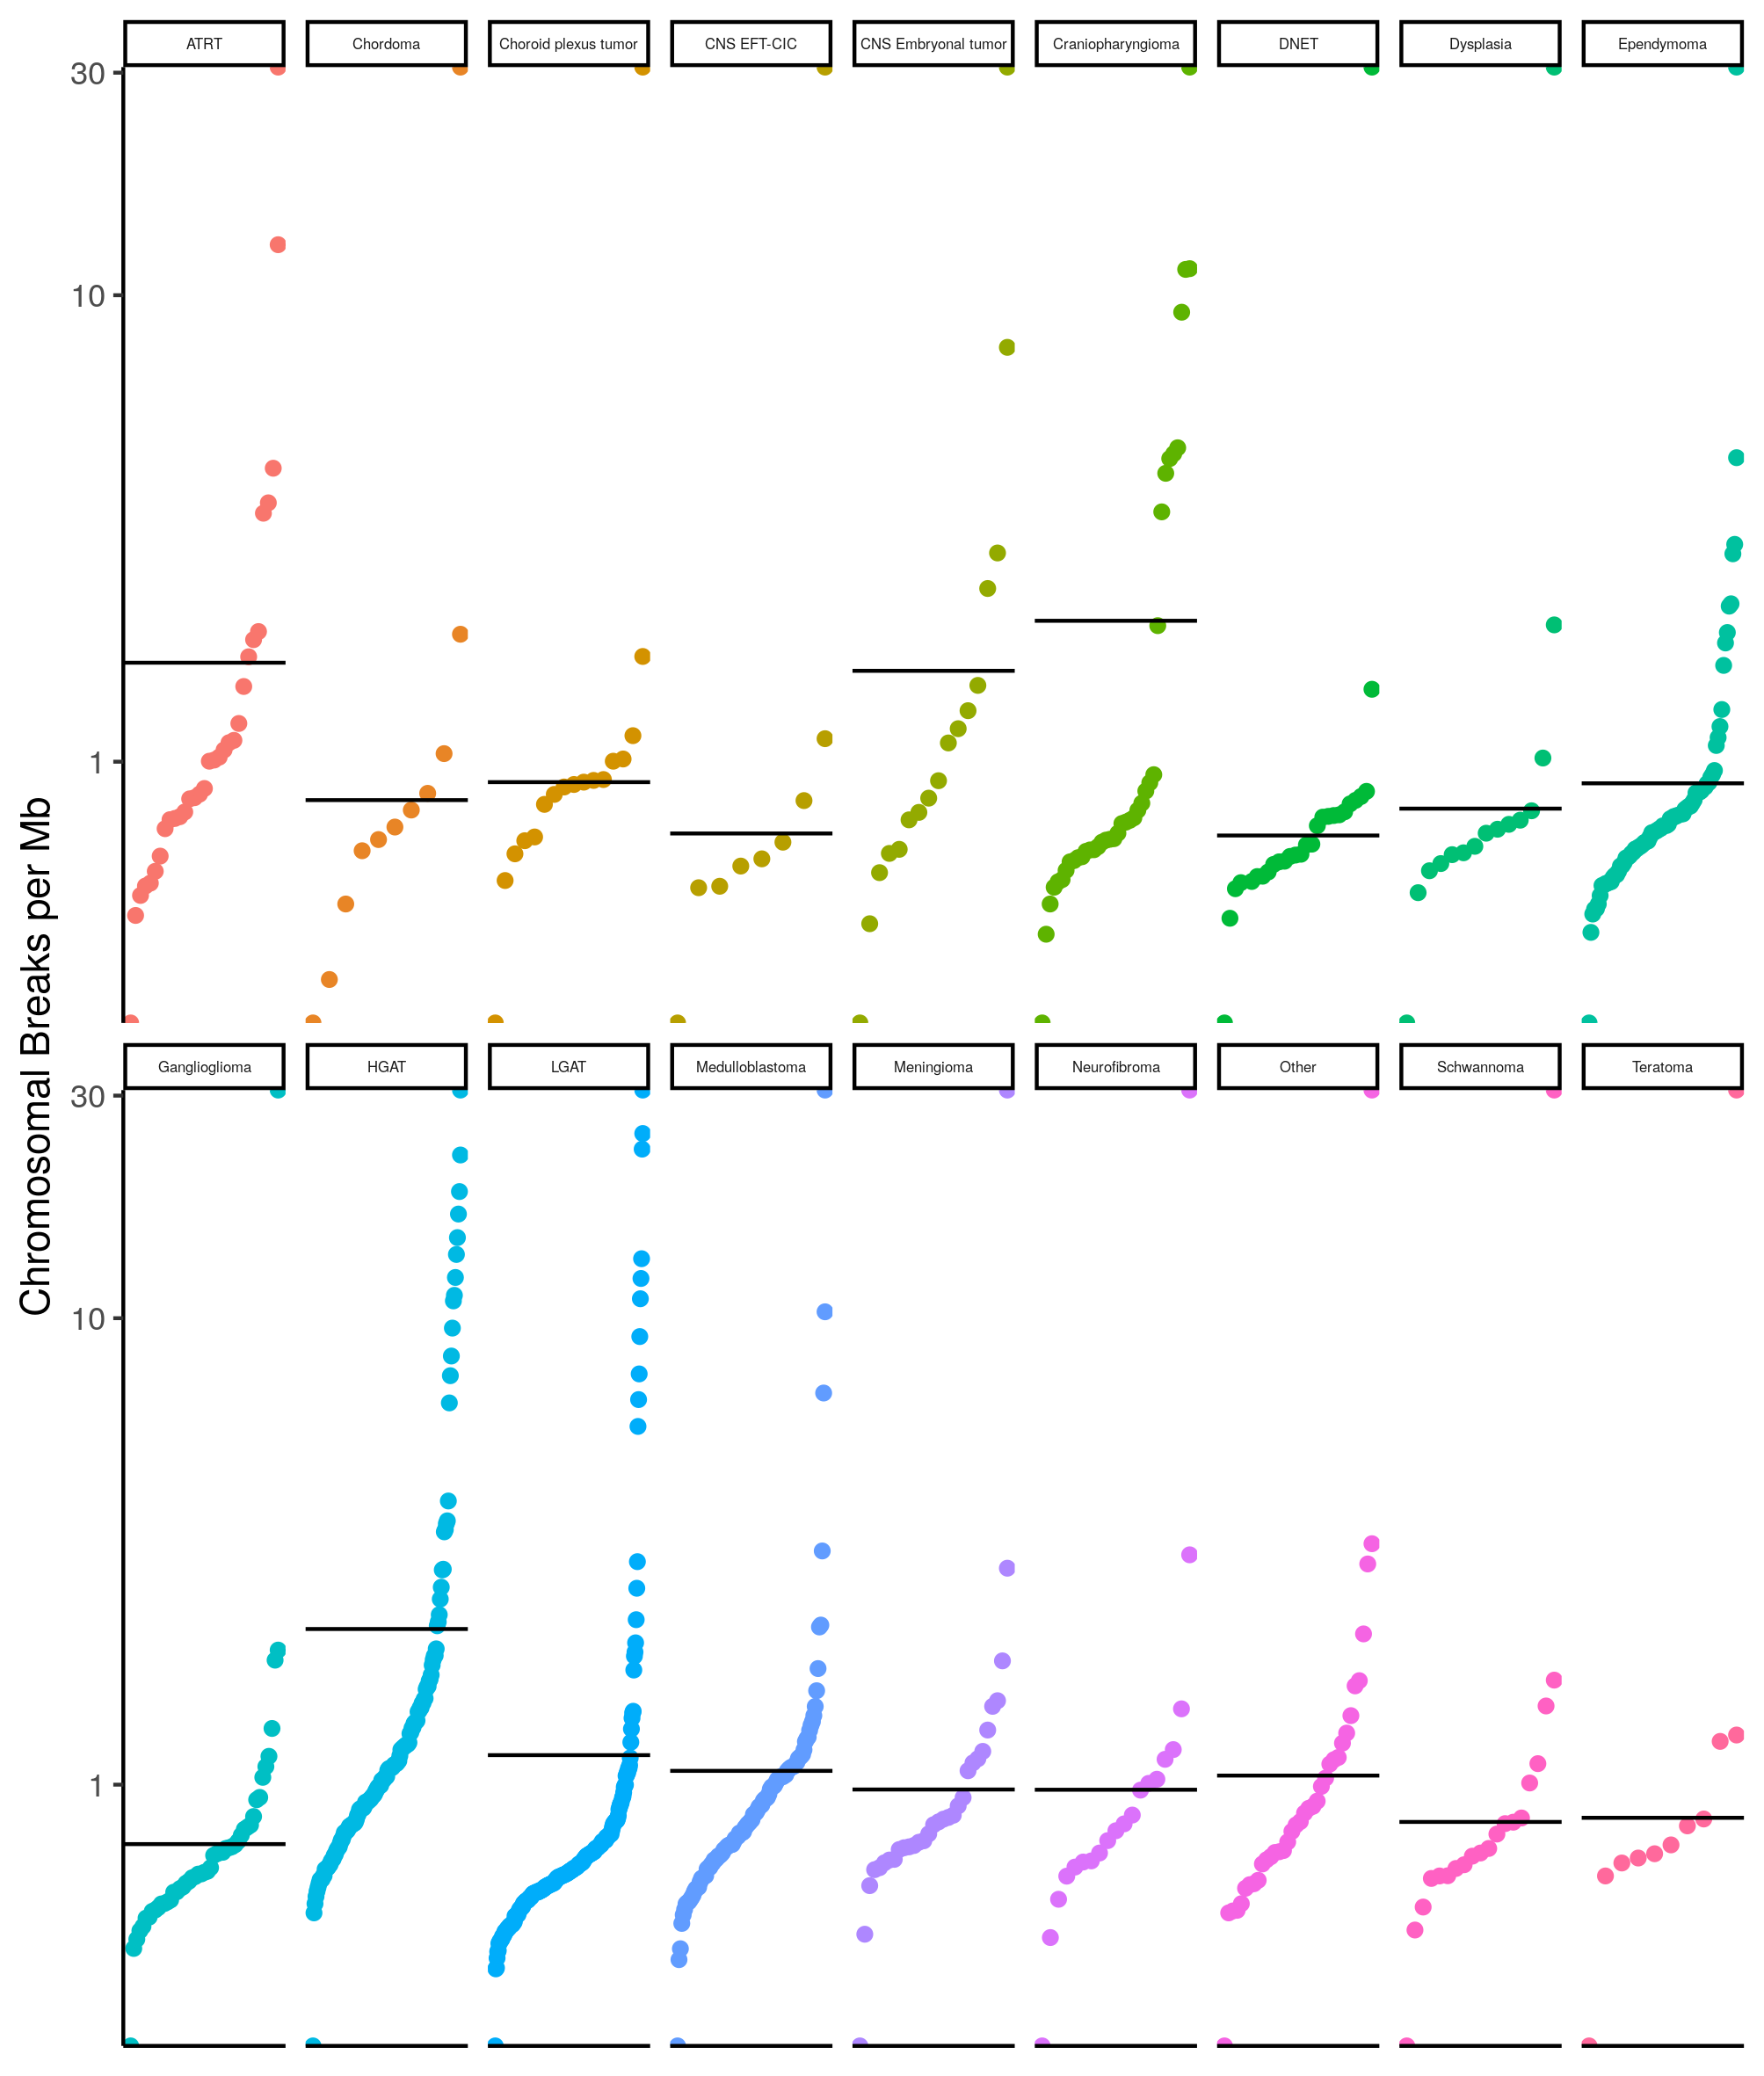 ATRT
Chordoma
Choroid plexus tumor
CNS EFT-CIC
CNS Embryonal tumor
Craniopharyngioma
DNET
Dysplasia
Ependymoma
30
10
1
Chromosomal Breaks per Mb
Ganglioglioma
HGAT
LGAT
Medulloblastoma
Meningioma
Neurofibroma
Other
Schwannoma
Teratoma
30
10
1